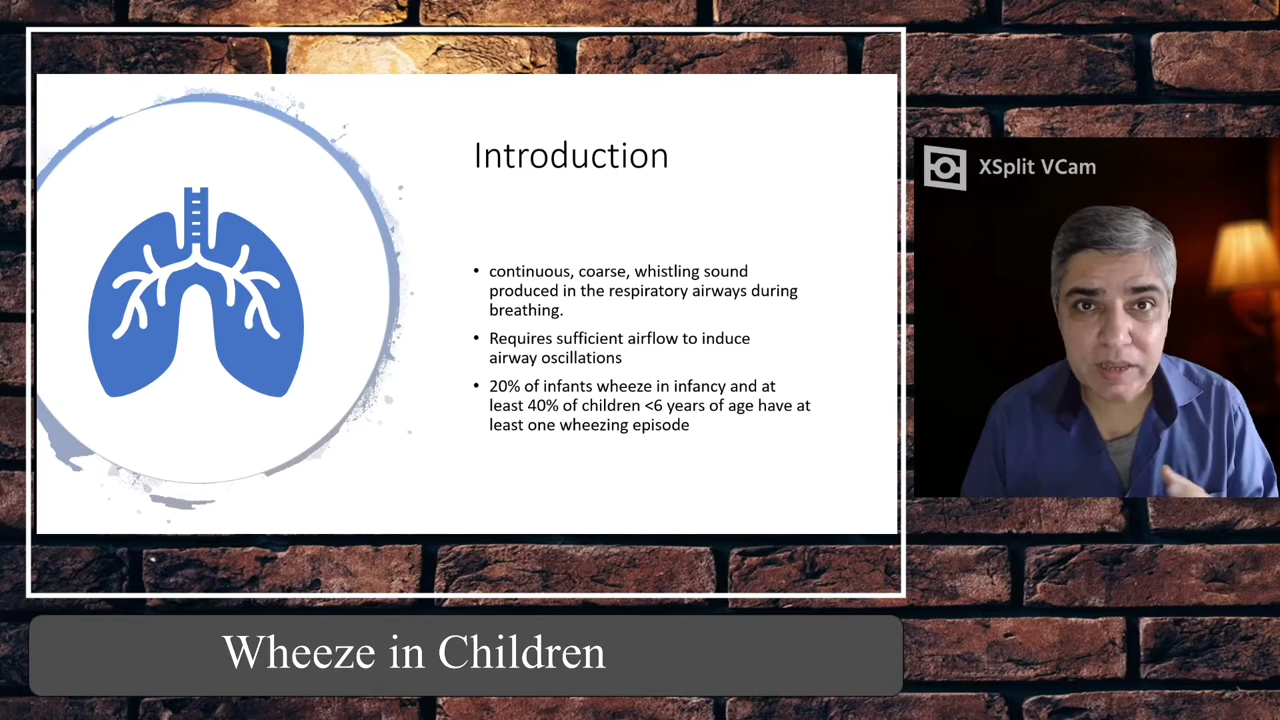 Introduction
• continuous, coarse, whistling sound
produced in the respiratory airways during
breathing.
• Requires sufficient airflow to induce
airway oscillations
• 20% of infants wheeze in infancy and at
least 40% of children <6 years of age have at
least one wheezing episode
XSplit VCam
Wheeze in Children